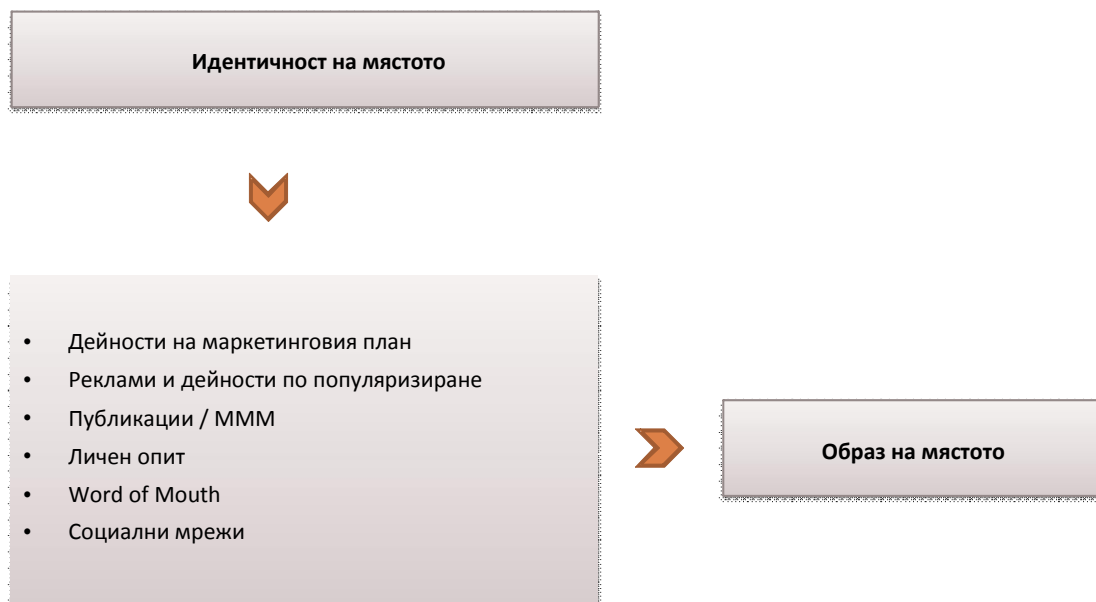 Идентичност на мястото
• Дейности на маркетинговия план
• Реклами и дейности по популяризиране
• Публикации / МММ
• Личен опит
• Word of Mouth
• Социални мрежи
Образ на мястото